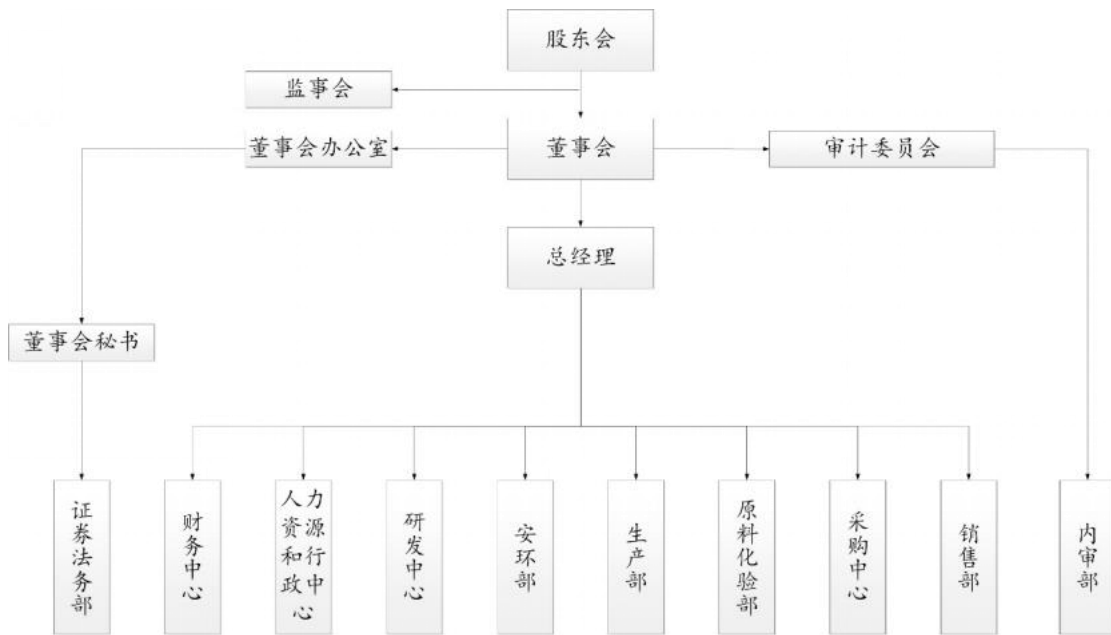 股东会
监事会
董事会办公室
董事会
审计委员会
总经理
董事会秘书
证券法务部
财务中心
人力资源和行政中心
研发中心
安环部
生产部
原料化验部
采购中心
销售部
内审部